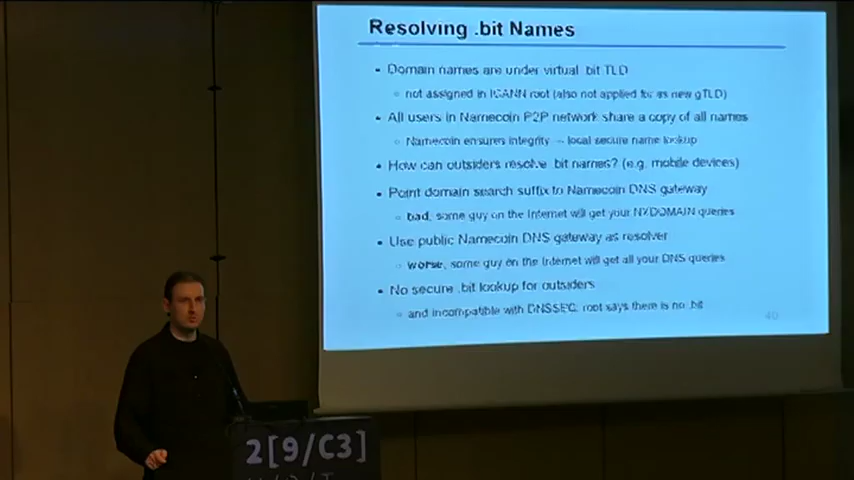 Resolving .bit Names
• Domain names are under virtual .bit TLD
○ not assigned in ICANN root (also not applied for as new gTLD)
• All users in Namecoin P2P network share a copy of all names
○ Namecoin ensures integrity → local secure name lookup
• How can outsiders resolve .bit names? (e.g. mobile devices)
• Point domain search suffix to Namecoin DNS gateway
○ bad, some guy on the Internet will get your NXDOMAIN queries
• Use public Namecoin DNS gateway as resolver
○ worse, some guy on the Internet will get all your DNS queries
• No secure .bit lookup for outsiders
○ and incompatible with DNSSEC: root says there is no .bit
40
2[9/C3]